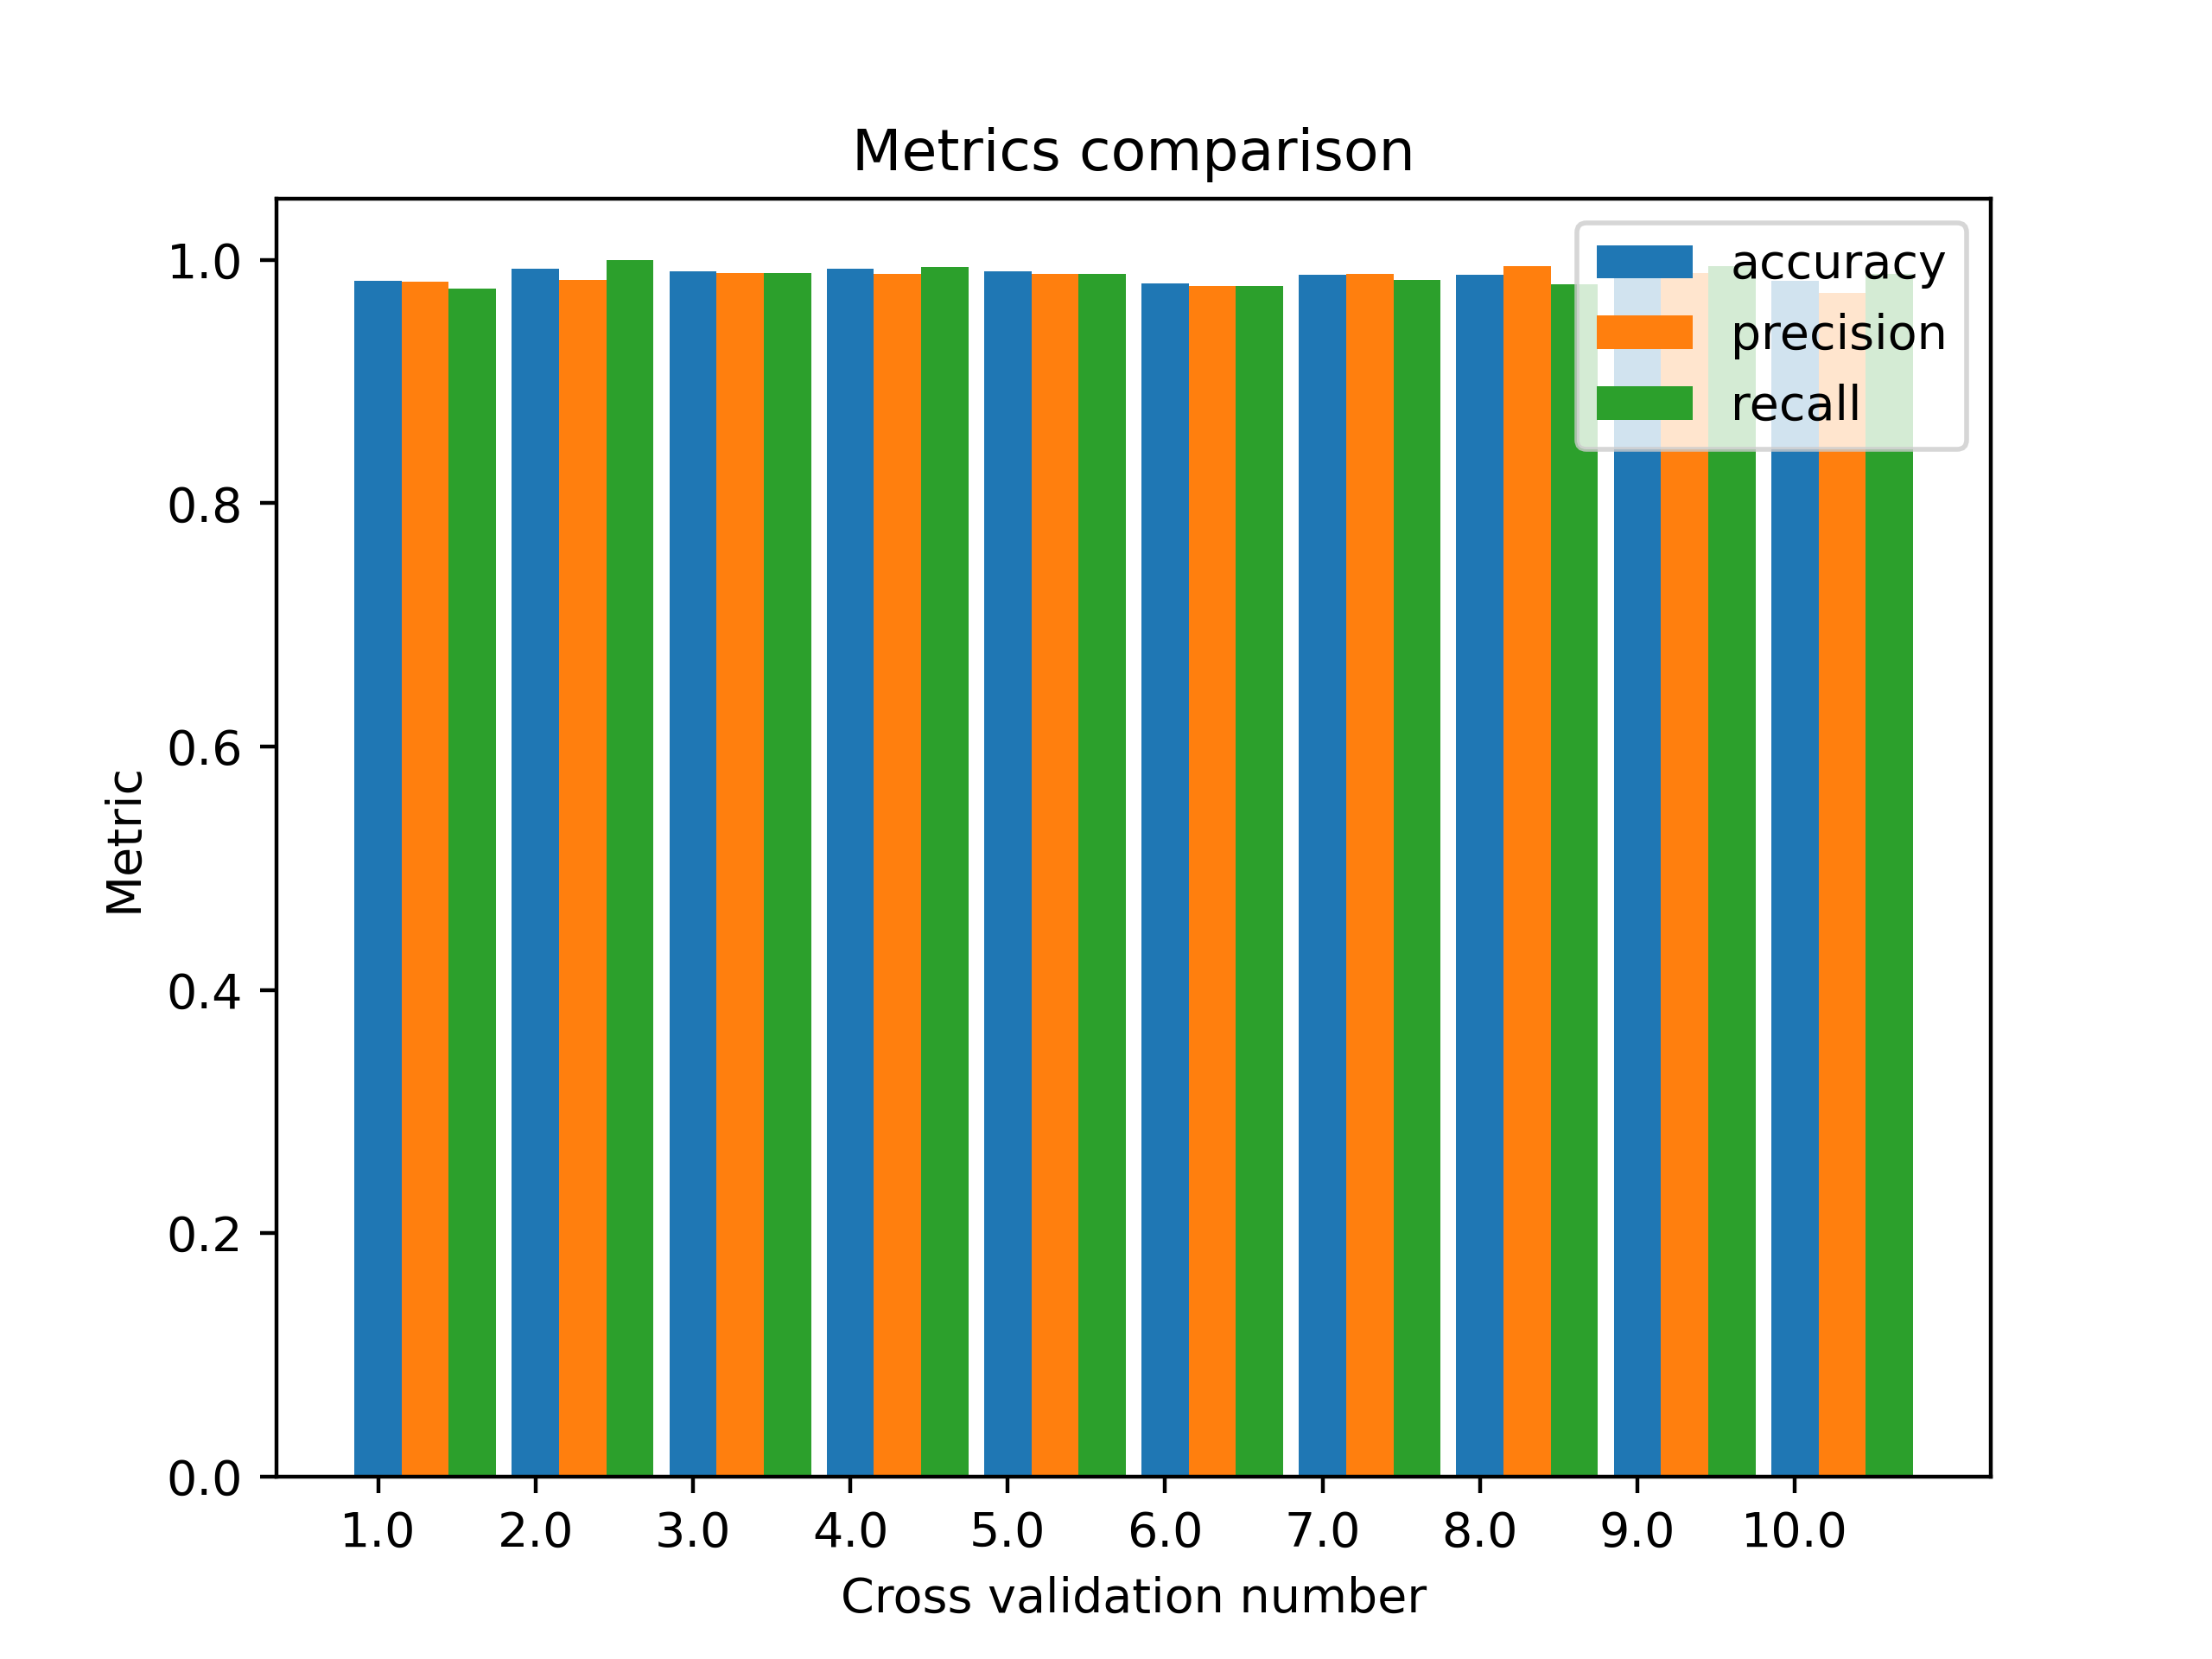 Metrics comparison
accuracy
precision
recall
1.0
0.8
0.6
0.4
0.2
0.0
Metric
1.0 2.0 3.0 4.0 5.0 6.0 7.0 8.0 9.0 10.0
Cross validation number